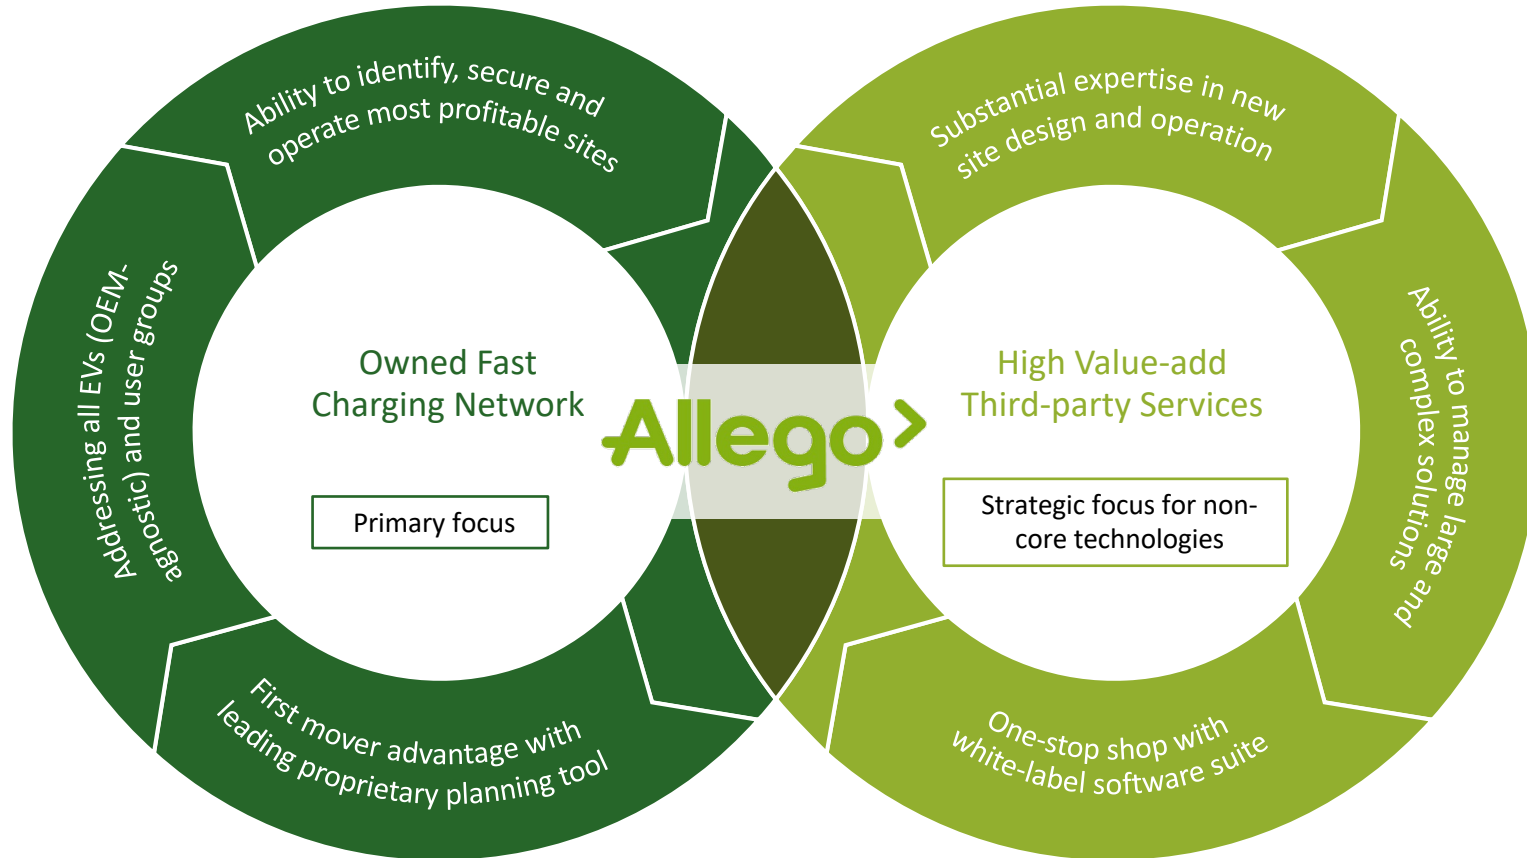 Ability to identify, secure and
operate most profitable sites
Addressing all EVs (OEM-
agnostic) and user groups
First mover advantage with
leading proprietary planning tool
Owned Fast
Charging Network
Primary focus
Allego
Substantial expertise in new
site design and operation
Ability to manage large and
complex solutions
One-stop shop with
white-label software suite
High Value-add
Third-party Services
Strategic focus for non-
core technologies